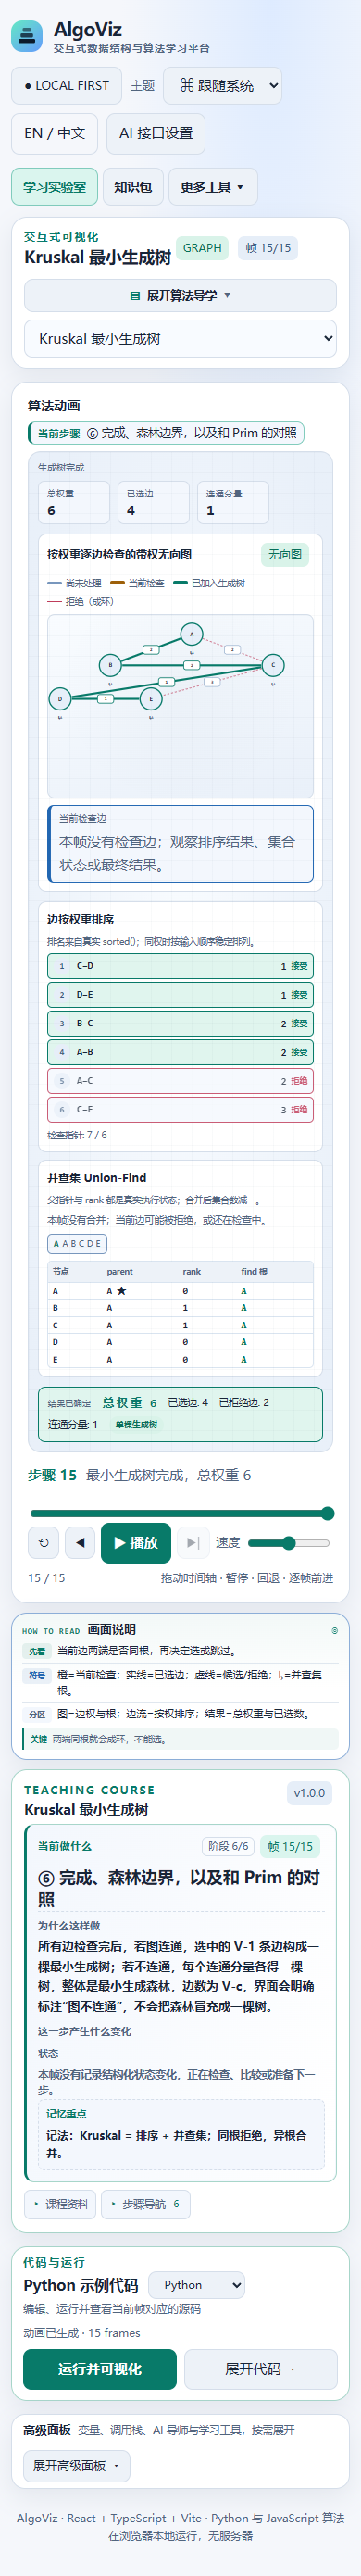 AlgoViz
交互式数据结构与算法学习平台
● LOCAL FIRST 主题 ⌘ 跟随系统
EN / 中文 AI 接口设置
学习实验室 知识包 更多工具 ▼
交互式可视化
Kruskal 最小生成树 GRAPH 帧 15/15
展开算法导学 ▼
Kruskal 最小生成树
算法动画
当前步骤 ⑥ 完成、森林边界，以及和 Prim 的对照
生成树完成
总权重 已选边 连通分量
6 4 1
按权重逐边检查的带权无向图 无向图
尚未处理 当前检查 已加入生成树
拒绝（成环）
A
2 2
B 2 C
3
D 1 E
当前检查边
本帧没有检查边；观察排序结果、集合
状态或最终结果。
边按权重排序
排名来自真实 sorted()；同权时按输入顺序稳定排列。
1 C–D 1 接受
2 D–E 1 接受
3 B–C 2 接受
4 A–B 2 接受
5 A–C 2 拒绝
6 C–E 3 拒绝
检查指针: 7 / 6
并查集 Union-Find
父指针与 rank 都是真实执行状态；合并后集合数减一。
本帧没有合并；当前边可能被拒绝，或还在检查中。
A A B C D E
节点 parent rank find 根
A A ★ 0 A
B A 1 A
C A 1 A
D A 0 A
E A 0 A
结果已确定 总权重 6 已选边: 4 已拒绝边: 2
连通分量: 1 单棵生成树
步骤 15 最小生成树完成，总权重 6
⟲ ◀ ▶ 播放 ▶| 速度
15 / 15 拖动时间轴 · 暂停 · 回退 · 逐帧前进
HOW TO READ 画面说明
先看 当前边两端是否同根，再决定选或跳过。
符号 橙=当前检查；实线=已选边；虚线=候选/拒绝；↳=并查集
根。
分区 图=边权与根；边流=按权排序；结果=总权重与已选数。
关键 两端同根就会成环，不能选。
TEACHING COURSE v1.0.0
Kruskal 最小生成树
当前做什么 阶段 6/6 帧 15/15
⑥ 完成、森林边界，以及和 Prim 的对
照
为什么这样做
所有边检查完后，若图连通，选中的 V-1 条边构成一
棵最小生成树；若不连通，每个连通分量各得一棵
树，整体是最小生成森林，边数为 V-c，界面会明确
标注“图不连通”，不会把森林冒充成一棵树。
这一步产生什么变化
状态
本帧没有记录结构化状态变化，正在检查、比较或准备下一
步。
记忆重点
记法：Kruskal = 排序 + 并查集；同根拒绝，异根合
并。
‣ 课程资料 ‣ 步骤导航 6
代码与运行
Python 示例代码 Python
编辑、运行并查看当前帧对应的源码
动画已生成 · 15 frames
运行并可视化 展开代码
高级面板 变量、调用栈、AI 导师与学习工具，按需展开
展开高级面板
AlgoViz · React + TypeScript + Vite · Python 与 JavaScript 算法
在浏览器本地运行，无服务器